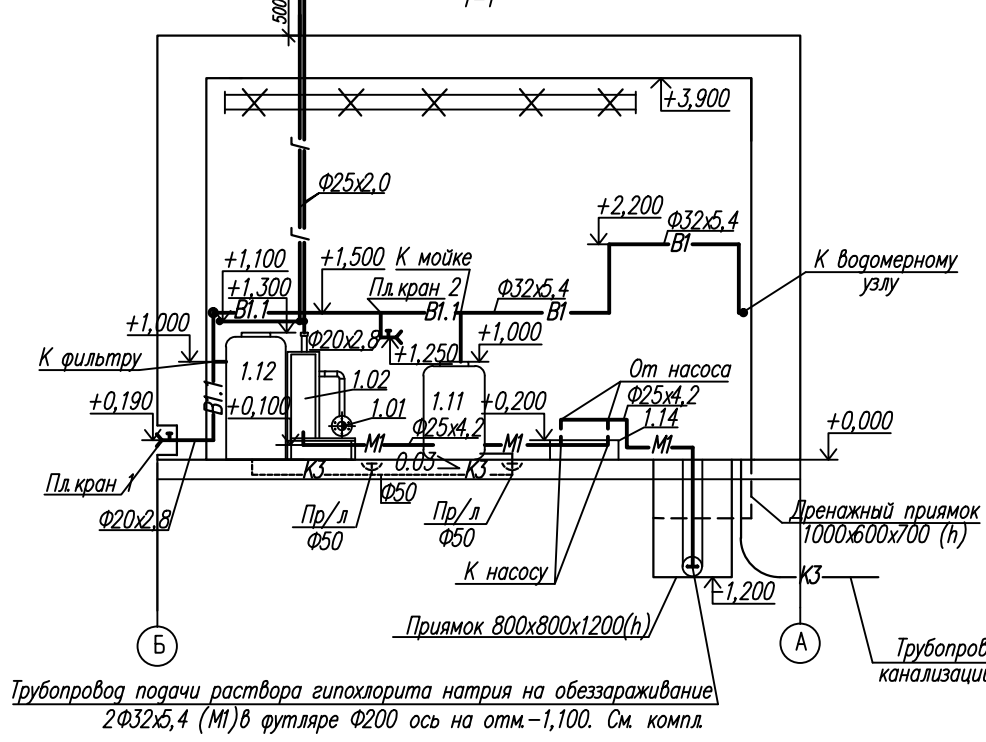 1-1
500
+3,900
Ф25х2,0
+2,200
Ф32х5,4
В1
+1,100
+1,500
К мойке
К водомерному
узлу
+1,300
Пл.кран 2
Ф32х5,4
В1.1
В1.1
В1
+1,000
Ф20х2,8
+1,000
+1,250
К фильтру
От насоса
1.12
1.02
1.11
Ф25х4,2
В1.1
+0,190
+0,100
1.01
+0,200
1.14
+0,000
М1
Ф25х4,2
М1
М1
К3
0.03
К3
Пл.кран 1
Ф50
Ф20х2,8
Пр/л
Ф50
Пр/л
Ф50
Дренажный приямок
1000х600х700 (h)
К насосу
К3
-1,200
Приямок 800х800х1200(h)
Б
А
Трубопров
канализаци
Трубопровод подачи раствора гипохлорита натрия на обеззараживание
2Ф32х5,4 (М1)в футляре Ф200 ось на отм.-1,100. См. компл.